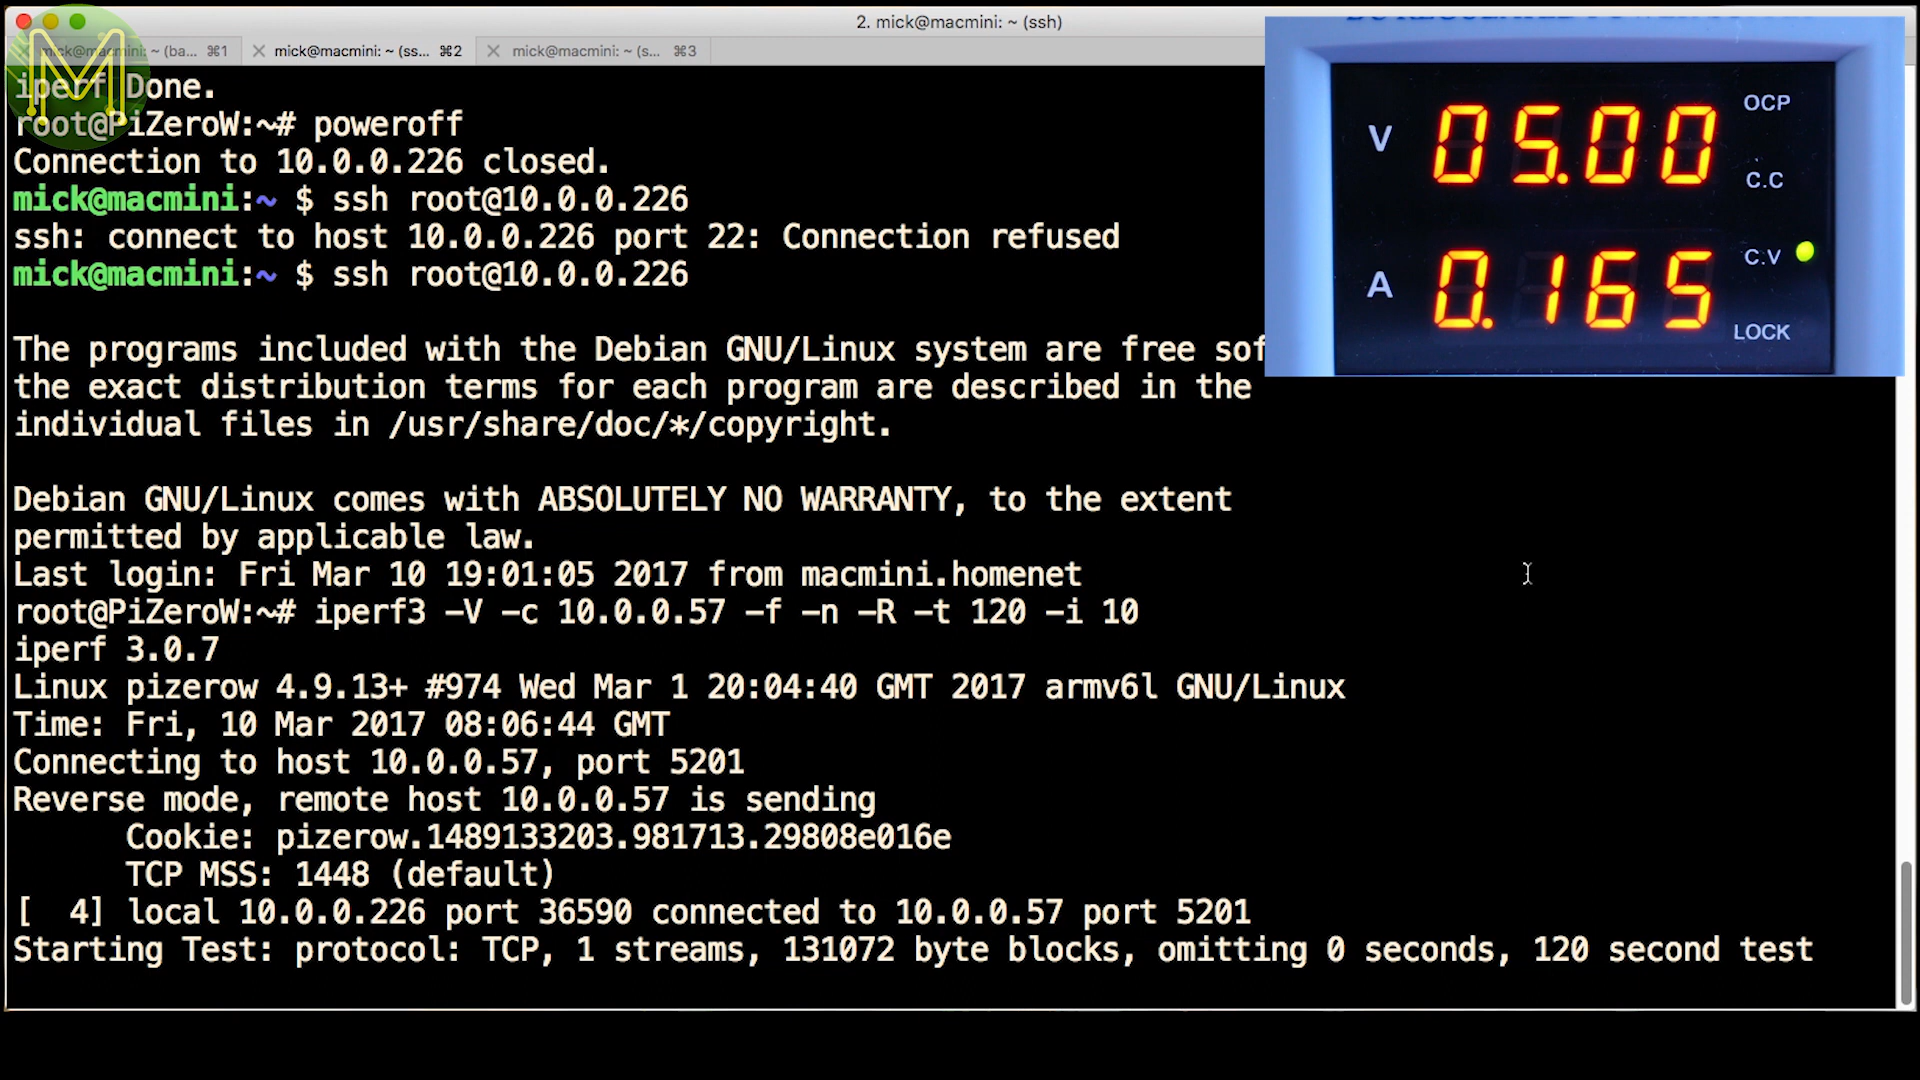 2. mick@macmini: ~ (ssh)
mick@macmini: ~ (ba... ⌘1
mick@macmini: ~ (ss... ⌘2
mick@macmini: ~ (s... ⌘3
M
iperf Done.
root@PiZeroW:~# poweroff
Connection to 10.0.0.226 closed.
mick@macmini:~ $ ssh root@10.0.0.226
ssh: connect to host 10.0.0.226 port 22: Connection refused
mick@macmini:~ $ ssh root@10.0.0.226
The programs included with the Debian GNU/Linux system are free sof
the exact distribution terms for each program are described in the
individual files in /usr/share/doc/*/copyright.
Debian GNU/Linux comes with ABSOLUTELY NO WARRANTY, to the extent
permitted by applicable law.
Last login: Fri Mar 10 19:01:05 2017 from macmini.homenet
root@PiZeroW:~# iperf3 -V -c 10.0.0.57 -f -n -R -t 120 -i 10
iperf 3.0.7
Linux pizerow 4.9.13+ #974 Wed Mar 1 20:04:40 GMT 2017 armv6l GNU/Linux
Time: Fri, 10 Mar 2017 08:06:44 GMT
Connecting to host 10.0.0.57, port 5201
Reverse mode, remote host 10.0.0.57 is sending
Cookie: pizerow.1489133203.981713.29808e016e
TCP MSS: 1448 (default)
[  4] local 10.0.0.226 port 36590 connected to 10.0.0.57 port 5201
Starting Test: protocol: TCP, 1 streams, 131072 byte blocks, omitting 0 seconds, 120 second test
V 05.00
A 0.165
OCP
C.C
C.V
LOCK